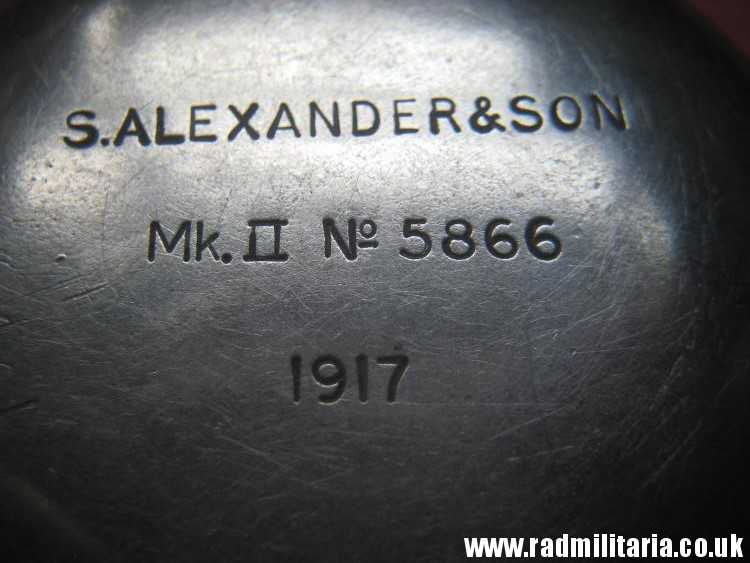 S.ALEXANDER&SON
Mk.II № 5866
1917
www.radmilitaria.co.uk